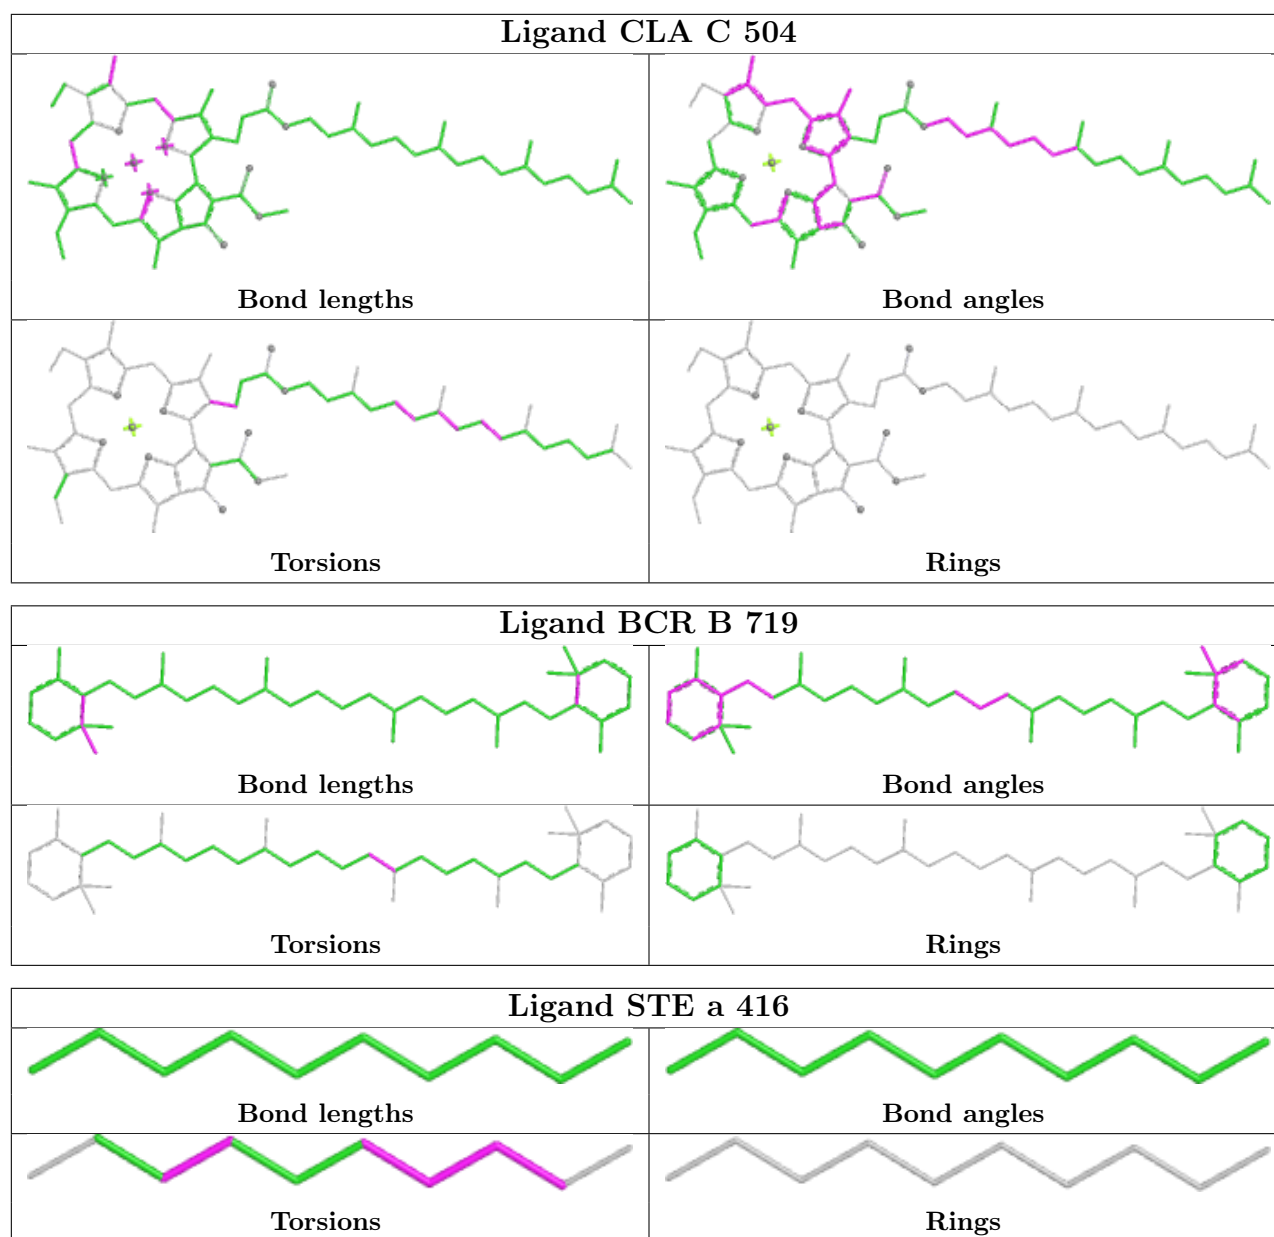 Ligand CLA C 504
Bond lengths
Bond angles
Torsions
Rings
Ligand BCR B 719
Bond lengths
Bond angles
Torsions
Rings
Ligand STE a 416
Bond lengths
Bond angles
Torsions
Rings